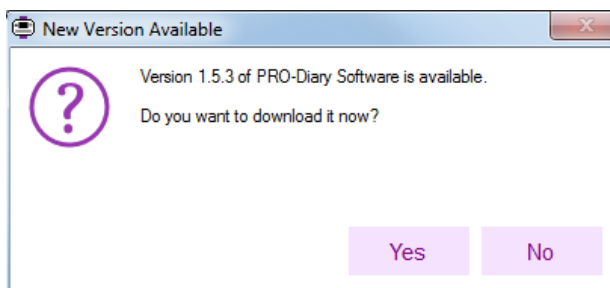 New Version Available
Version 1.5.3 of PRO-Diary Software is available.
Do you want to download it now?
Yes No